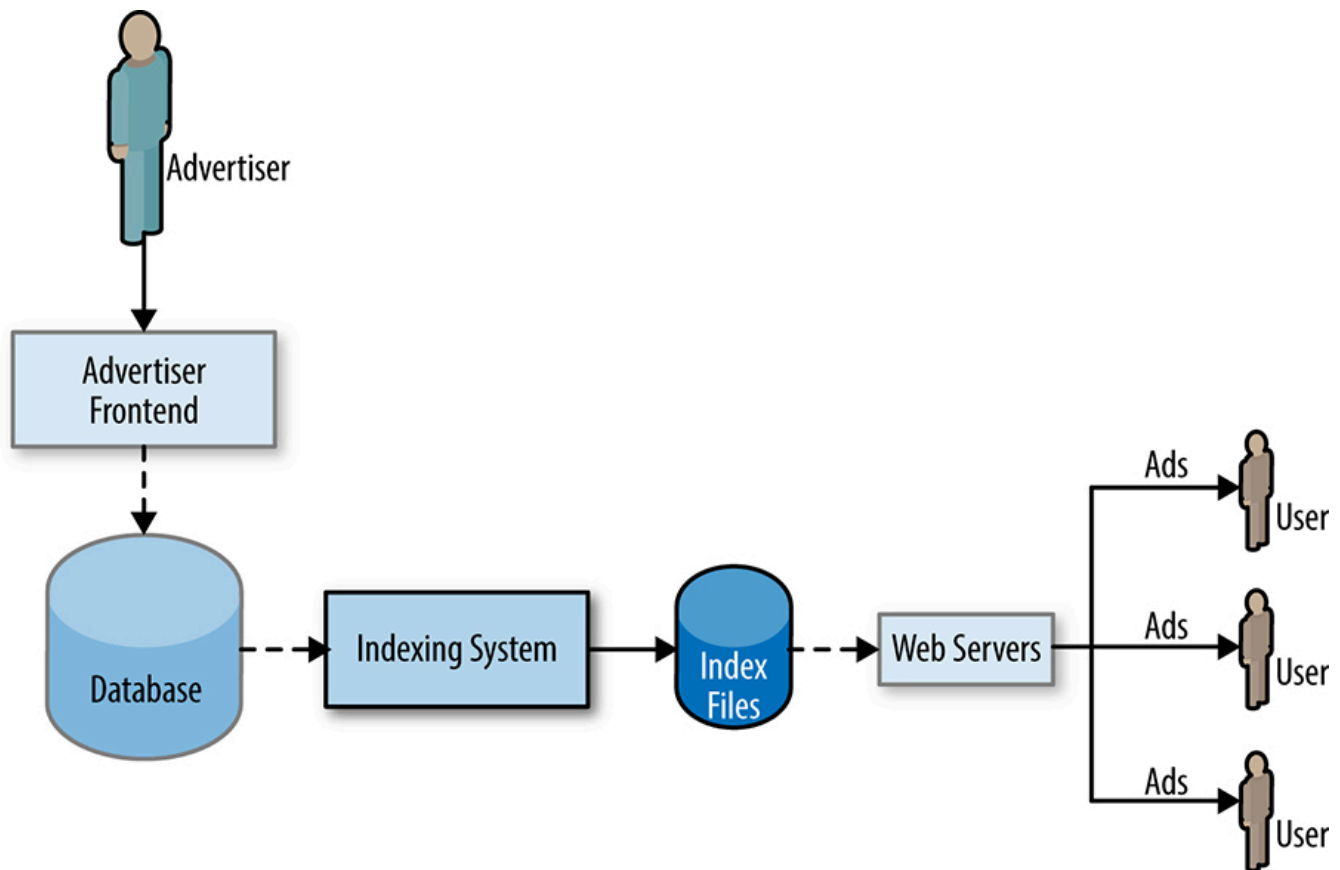 Advertiser
Advertiser
Frontend
Database
Indexing System
Index
Files
Web Servers
Ads
User
Ads
User
Ads
User